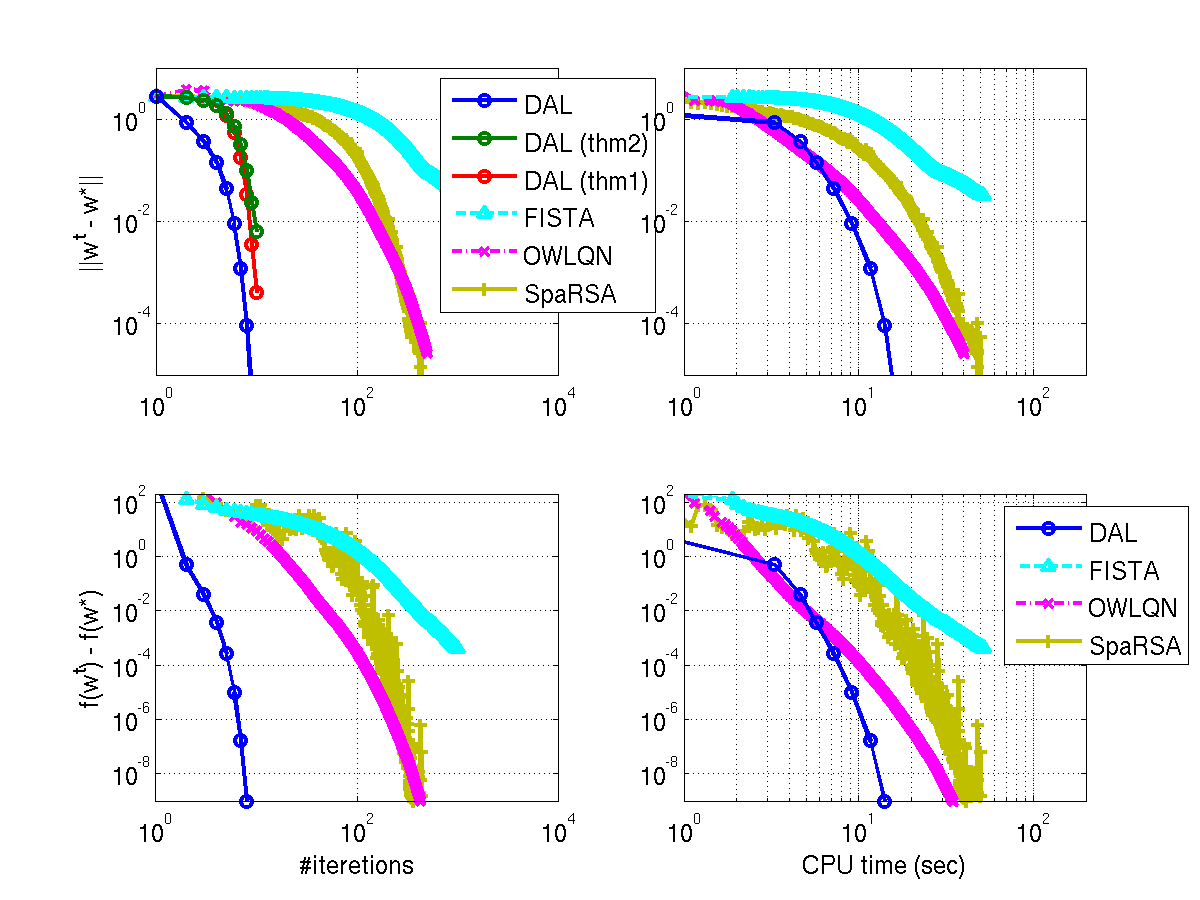 ||w^t - w*||
10^0
10^-2
10^-4
10^0
10^2
10^4
DAL
DAL (thm2)
DAL (thm1)
FISTA
OWLQN
SpaRSA
10^0
10^-2
10^-4
10^0
10^1
10^2
f(w^t) - f(w*)
10^2
10^0
10^-2
10^-4
10^-6
10^-8
10^0
10^2
10^4
#iteretions
10^2
10^0
10^-2
10^-4
10^-6
10^-8
10^0
10^1
10^2
CPU time (sec)
DAL
FISTA
OWLQN
SpaRSA